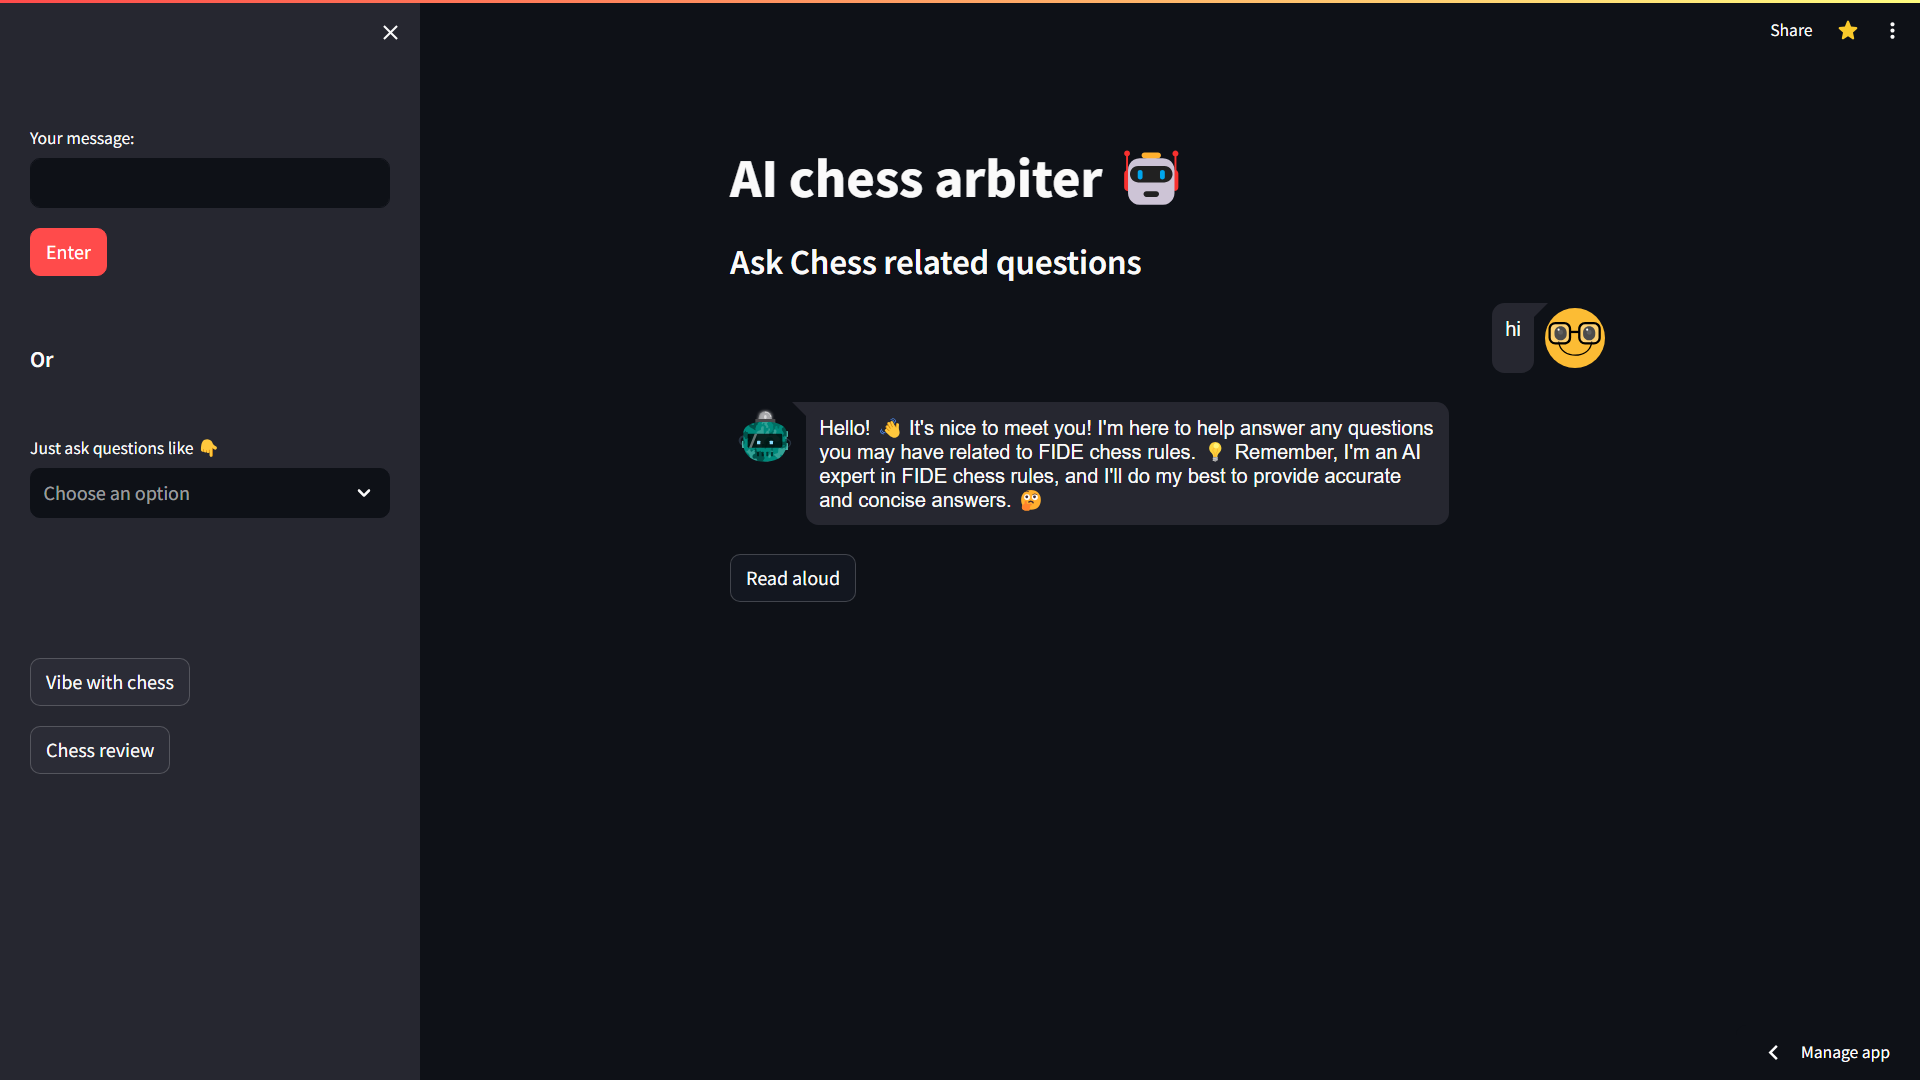 Share
Your message:
Enter
Or
Just ask questions like 👇
Choose an option
Vibe with chess
Chess review
AI chess arbiter 🤖
Ask Chess related questions
hi
Hello! 👋 It's nice to meet you! I'm here to help answer any questions
you may have related to FIDE chess rules. 💡 Remember, I'm an AI
expert in FIDE chess rules, and I'll do my best to provide accurate
and concise answers. 🤔
Read aloud
Manage app